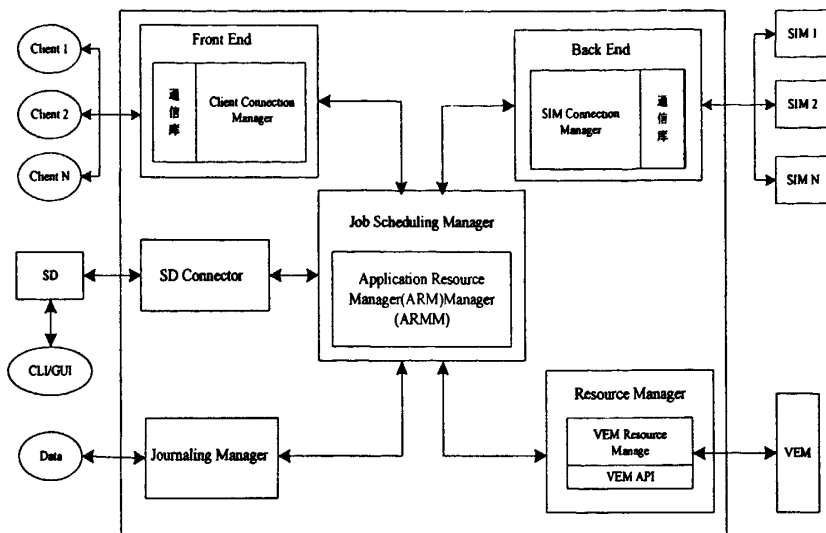 Client 1
Client 2
Client N
Front End
通信库
Client Connection
Manager
Back End
SIM Connection
Manager
通信库
SIM 1
SIM 2
SIM N
Job Scheduling Manager
Application Resource
Manager(ARM)Manager
(ARMM)
SD
SD Connector
CLI/GUI
Data
Journaling Manager
Resource Manager
VEM Resource
Manage
VEM API
VEM